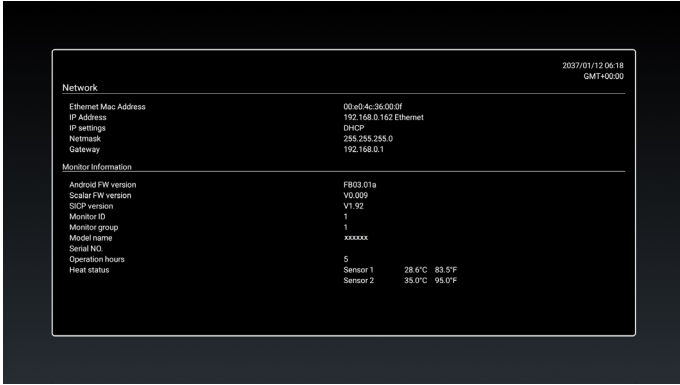 2037/01/12 06:18
GMT+00:00
Network
Ethernet Mac Address 00:e0:4c:36:00:0f
IP Address 192.168.0.162 Ethernet
IP settings DHCP
Netmask 255.255.255.0
Gateway 192.168.0.1
Monitor Information
Android FW version FB03.01a
Scalar FW version V0.009
SICP version V1.92
Monitor ID 1
Monitor group 1
Model name xxxxxx
Serial NO.
Operation hours 5
Heat status Sensor 1 28.6°C 83.5°F
Sensor 2 35.0°C 95.0°F